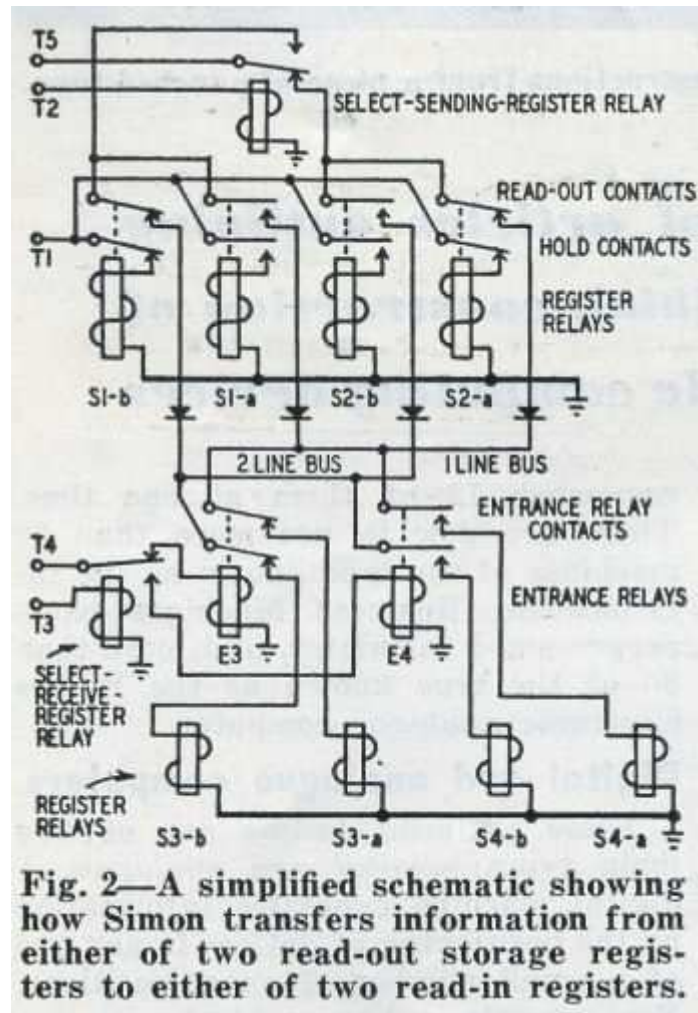 T5
T2
SELECT-SENDING-REGISTER RELAY
READ-OUT CONTACTS
T1
HOLD CONTACTS
REGISTER
RELAYS
S1-b S1-a S2-b S2-a
2 LINE BUS 1 LINE BUS
ENTRANCE RELAY
CONTACTS
T4
ENTRANCE RELAYS
T3
E3 E4
SELECT-
RECEIVE-
REGISTER
RELAY
REGISTER
RELAYS
S3-b S3-a S4-b S4-a
Fig. 2—A simplified schematic showing
how Simon transfers information from
either of two read-out storage regis-
ters to either of two read-in registers.